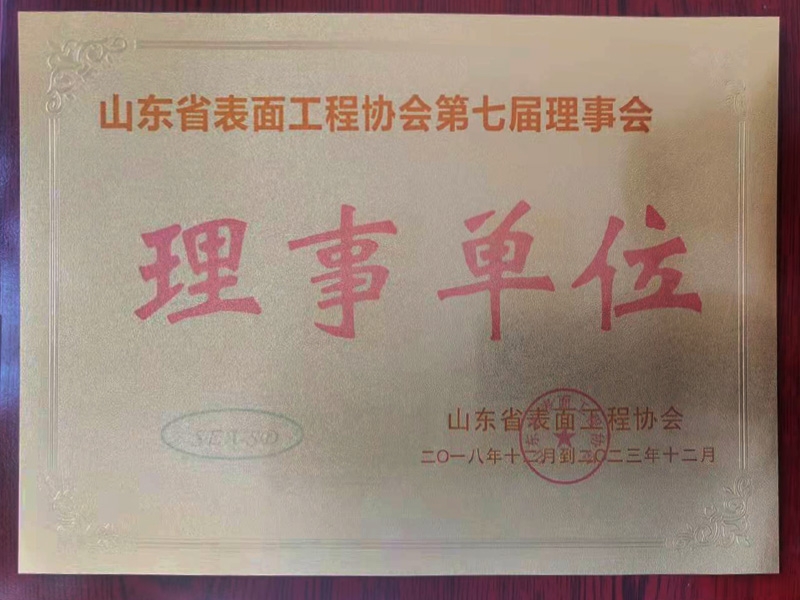 山东省表面工程协会第七届理事会
理事单位
SEA-SD
山东省表面工程协会
二〇一八年十二月到二〇二三年十二月